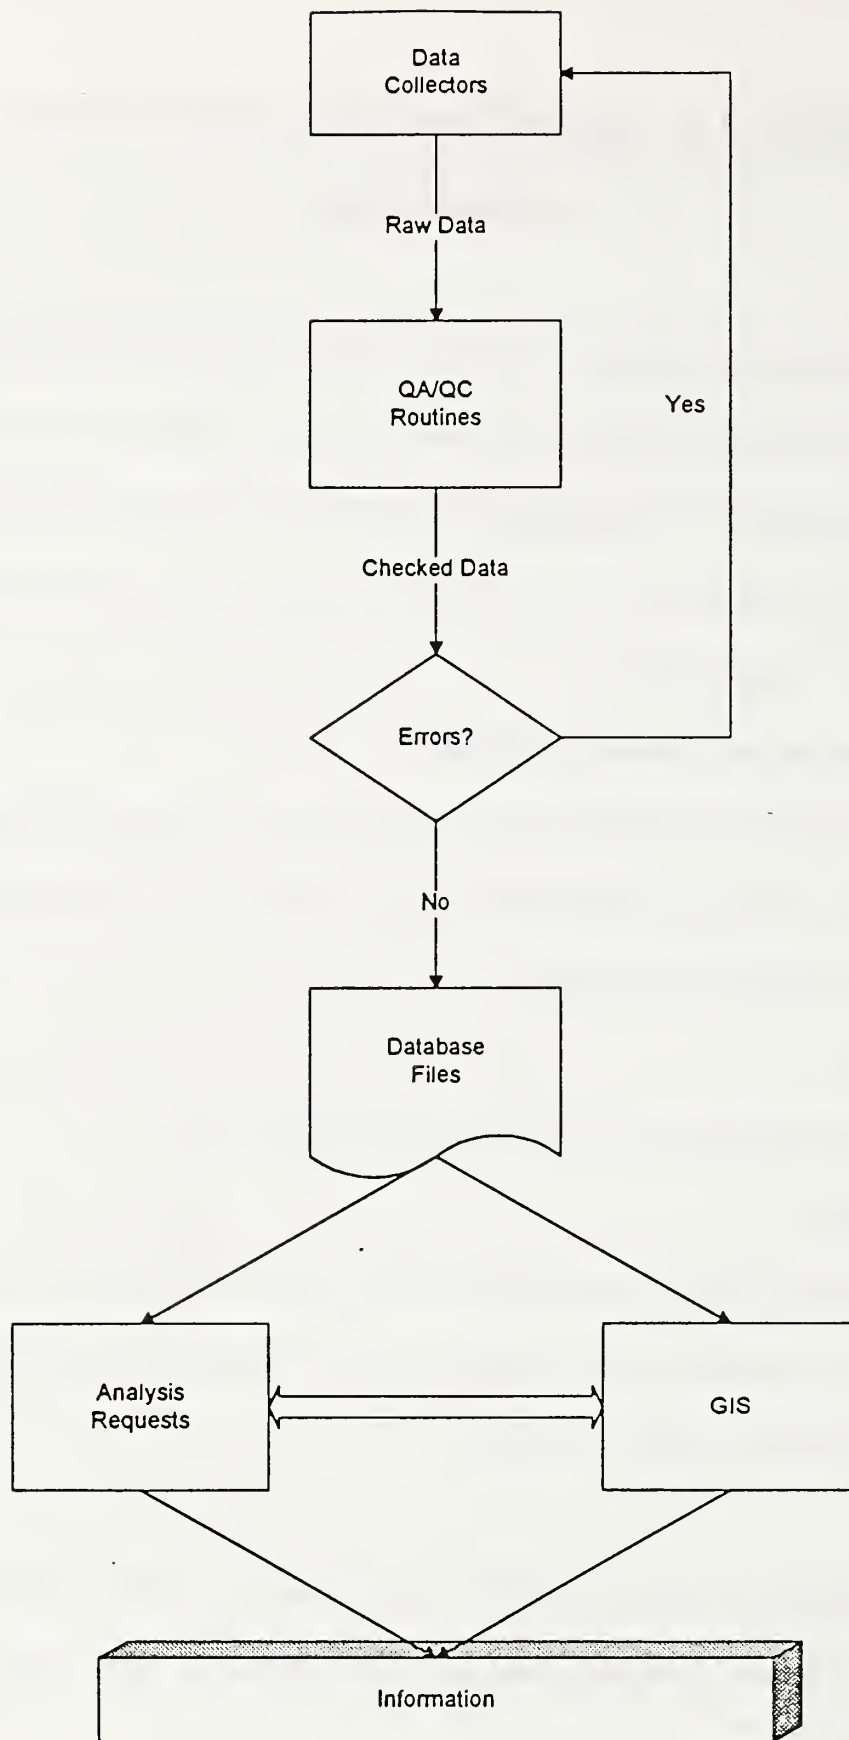 Data
Collectors
Raw Data
QA/QC
Routines
Yes
Checked Data
Errors?
No
Database
Files
Analysis
Requests
GIS
Information